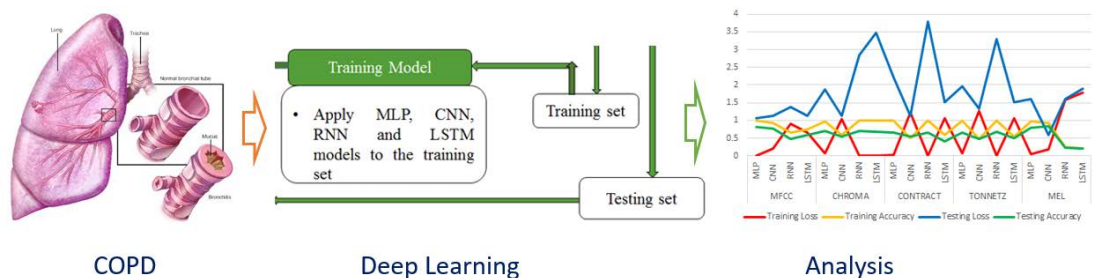 Lung
Trachea
Normal bronchial tube
Mucus
Bronchitis
COPD
Training Model
• Apply MLP, CNN,
RNN and LSTM
models to the training
set
Training set
Testing set
Deep Learning
4
3.5
3
2.5
2
1.5
1
0.5
0
MLP
CNN
RNN
LSTM
MLP
CNN
RNN
LSTM
MLP
CNN
RNN
LSTM
MLP
CNN
RNN
LSTM
MLP
CNN
RNN
LSTM
MFCC
CHROMA
CONTRACT
TONNETZ
MEL
Training Loss
Training Accuracy
Testing Loss
Testing Accuracy
Analysis